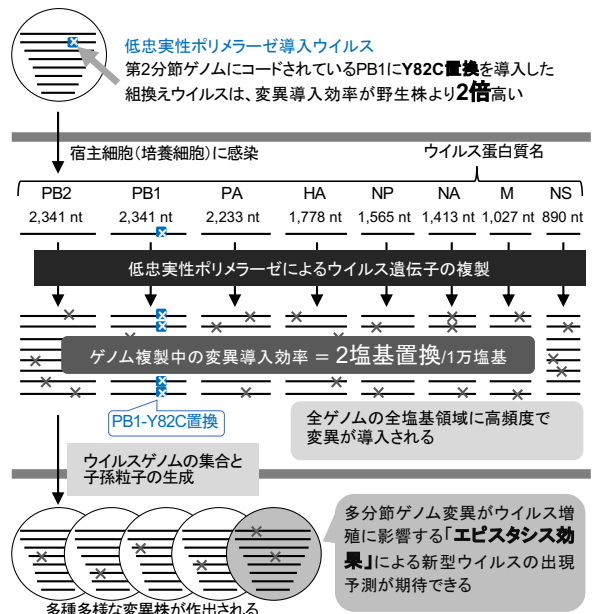 低忠実性ポリメラーゼ導入ウイルス
第2分節ゲノムにコードされているPB1にY82C置換を導入した
組換えウイルスは、変異導入効率が野生株より2倍高い
宿主細胞(培養細胞)に感染
ウイルス蛋白質名
PB2 PB1 PA HA NP NA M NS
2,341 nt 2,341 nt 2,233 nt 1,778 nt 1,565 nt 1,413 nt 1,027 nt 890 nt
低忠実性ポリメラーゼによるウイルス遺伝子の複製
ゲノム複製中の変異導入効率 = 2塩基置換/1万塩基
PB1-Y82C置換
全ゲノムの全塩基領域に高頻度で
変異が導入される
ウイルスゲノムの集合と
子孫粒子の生成
多分節ゲノム変異がウイルス増
殖に影響する「エピスタシス効
果」による新型ウイルスの出現
予測が期待できる
多種多様な変異株が作出される